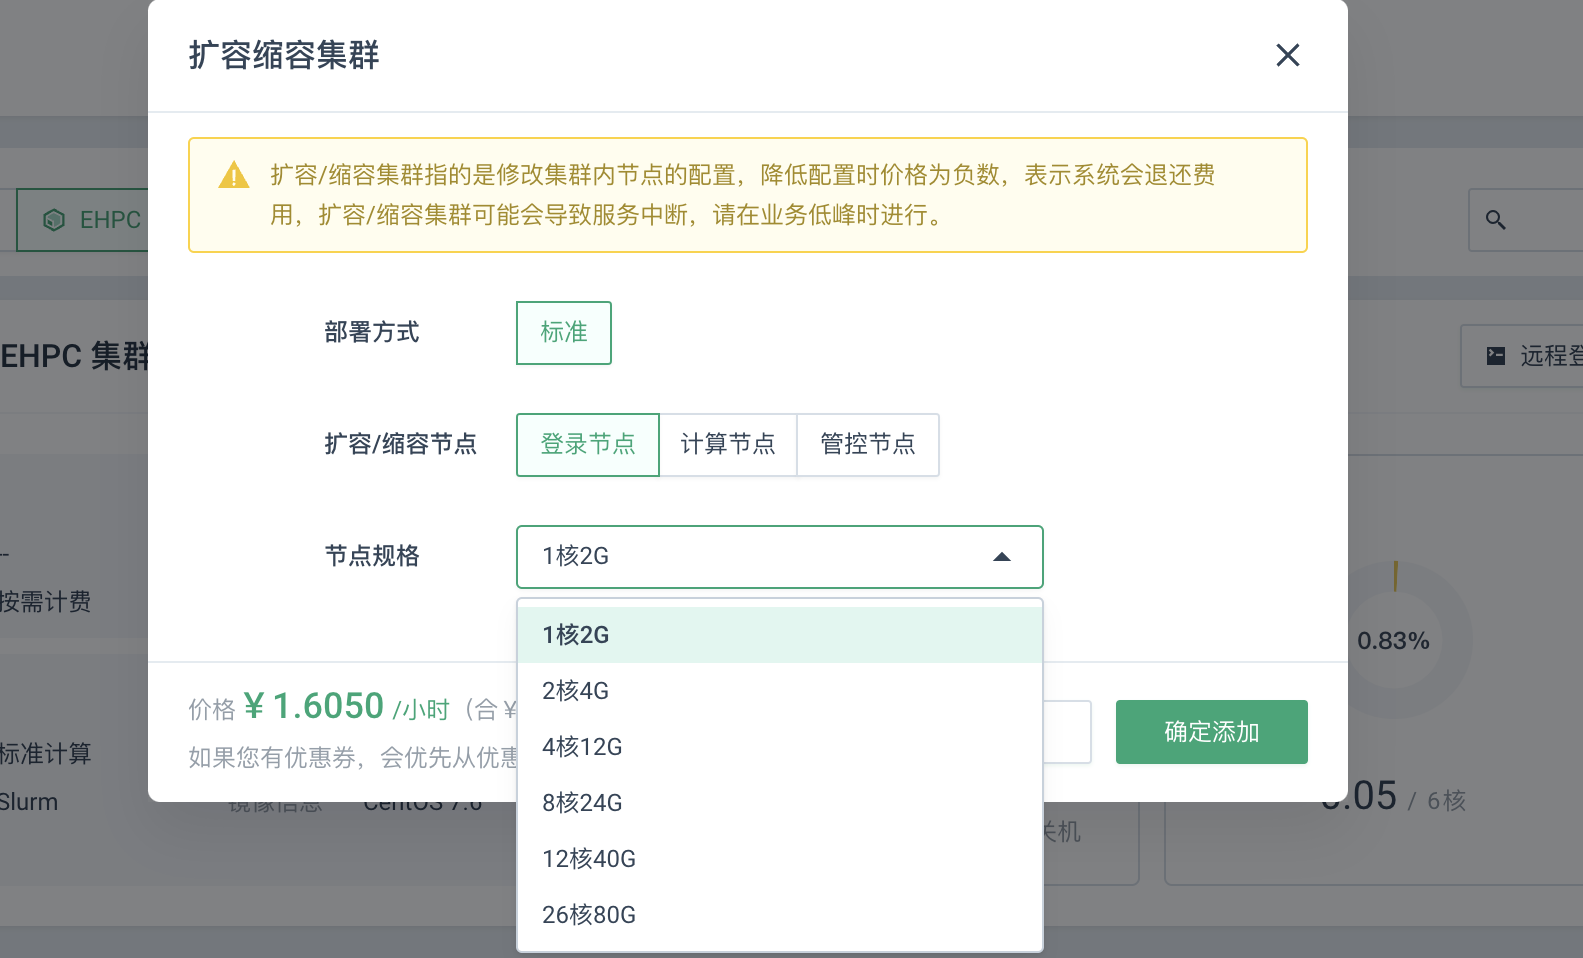 扩容缩容集群
扩容/缩容集群指的是修改集群内节点的配置，降低配置时价格为负数，表示系统会退还费
用，扩容/缩容集群可能会导致服务中断，请在业务低峰时进行。
EHPC
部署方式
标准
EHPC 集群
远程登
扩容/缩容节点
登录节点
计算节点
管控节点
节点规格
1核2G
--
按需计费
1核2G
2核4G
4核12G
8核24G
12核40G
26核80G
0.83%
价格 ¥ 1.6050 /小时（合 ¥
如果您有优惠券，会优先从优惠
确定添加
标准计算
Slurm
镜像信息
CentOS 7.6
0.05 / 6核
关机